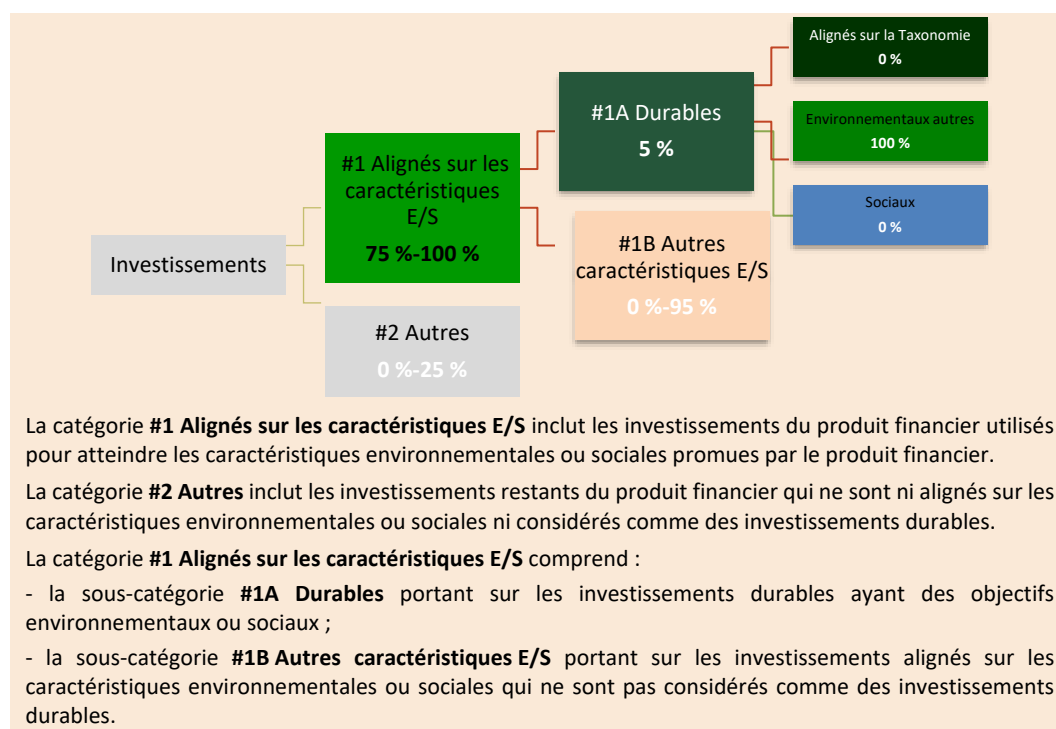 Alignés sur la Taxonomie
0 %
#1A Durables
5 %
Environnementaux autres
100 %
#1 Alignés sur les
caractéristiques
E/S
75 %-100 %
Sociaux
0 %
#1B Autres
caractéristiques E/S
0 %-95 %
Investissements
#2 Autres
0 %-25 %
La catégorie #1 Alignés sur les caractéristiques E/S inclut les investissements du produit financier utilisés
pour atteindre les caractéristiques environnementales ou sociales promues par le produit financier.
La catégorie #2 Autres inclut les investissements restants du produit financier qui ne sont ni alignés sur les
caractéristiques environnementales ou sociales ni considérés comme des investissements durables.
La catégorie #1 Alignés sur les caractéristiques E/S comprend :
- la sous-catégorie #1A Durables portant sur les investissements durables ayant des objectifs
environnementaux ou sociaux ;
- la sous-catégorie #1B Autres caractéristiques E/S portant sur les investissements alignés sur les
caractéristiques environnementales ou sociales qui ne sont pas considérés comme des investissements
durables.